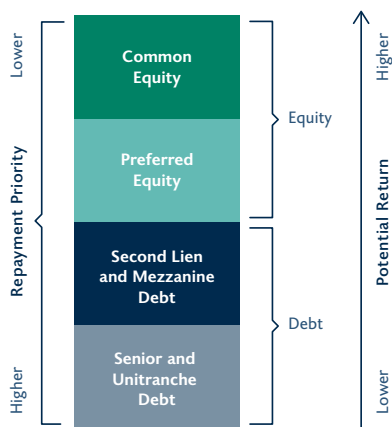 Lower
Repayment Priority
Higher
Common
Equity
Preferred
Equity
Second Lien
and Mezzanine
Debt
Senior and
Unitranche
Debt
Equity
Debt
Higher
Potential Return
Lower